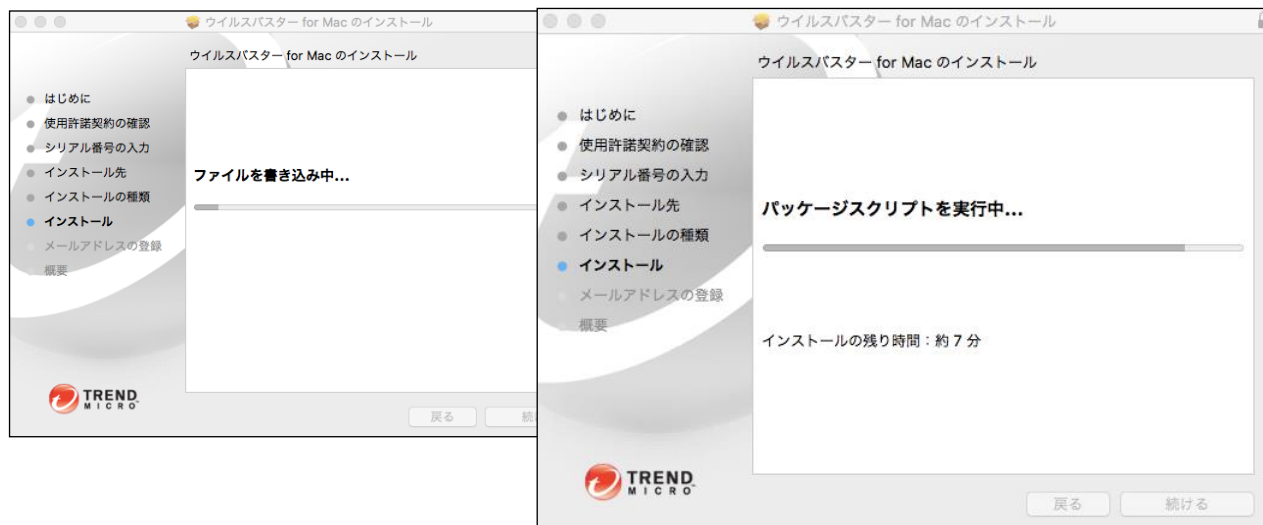 ウイルスバスター for Mac のインストール
ウイルスバスター for Mac のインストール
はじめに
使用許諾契約の確認
シリアル番号の入力
インストール先
インストールの種類
インストール
メールアドレスの登録
概要
ファイルを書き込み中...
TREND
MICRO
戻る
続け
ウイルスバスター for Mac のインストール
ウイルスバスター for Mac のインストール
はじめに
使用許諾契約の確認
シリアル番号の入力
インストール先
インストールの種類
インストール
メールアドレスの登録
概要
パッケージスクリプトを実行中...
インストールの残り時間：約 7 分
TREND
MICRO
戻る
続ける